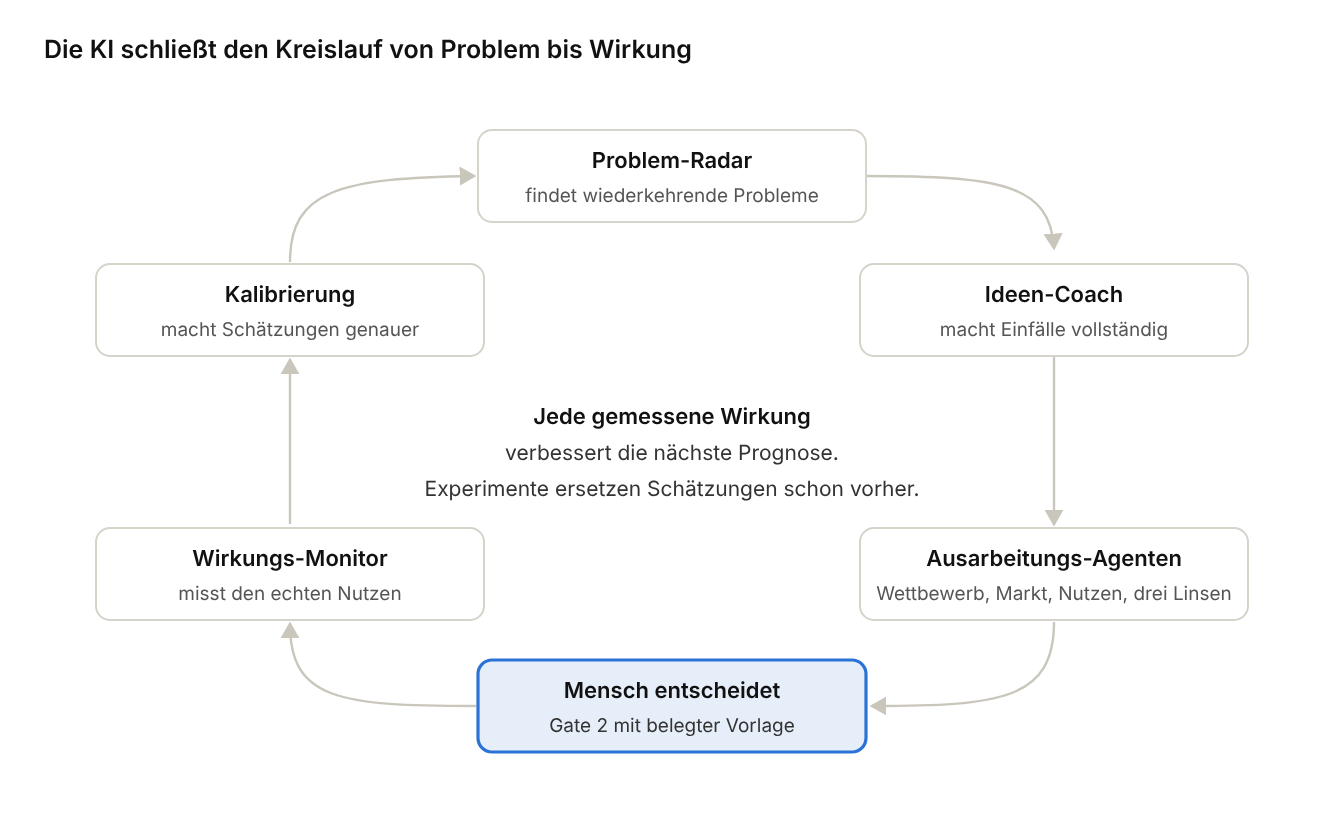 Die KI schließt den Kreislauf von Problem bis Wirkung
Problem-Radar
findet wiederkehrende Probleme
Kalibrierung
macht Schätzungen genauer
Ideen-Coach
macht Einfälle vollständig
Jede gemessene Wirkung
verbessert die nächste Prognose.
Experimente ersetzen Schätzungen schon vorher.
Wirkungs-Monitor
misst den echten Nutzen
Ausarbeitungs-Agenten
Wettbewerb, Markt, Nutzen, drei Linsen
Mensch entscheidet
Gate 2 mit belegter Vorlage